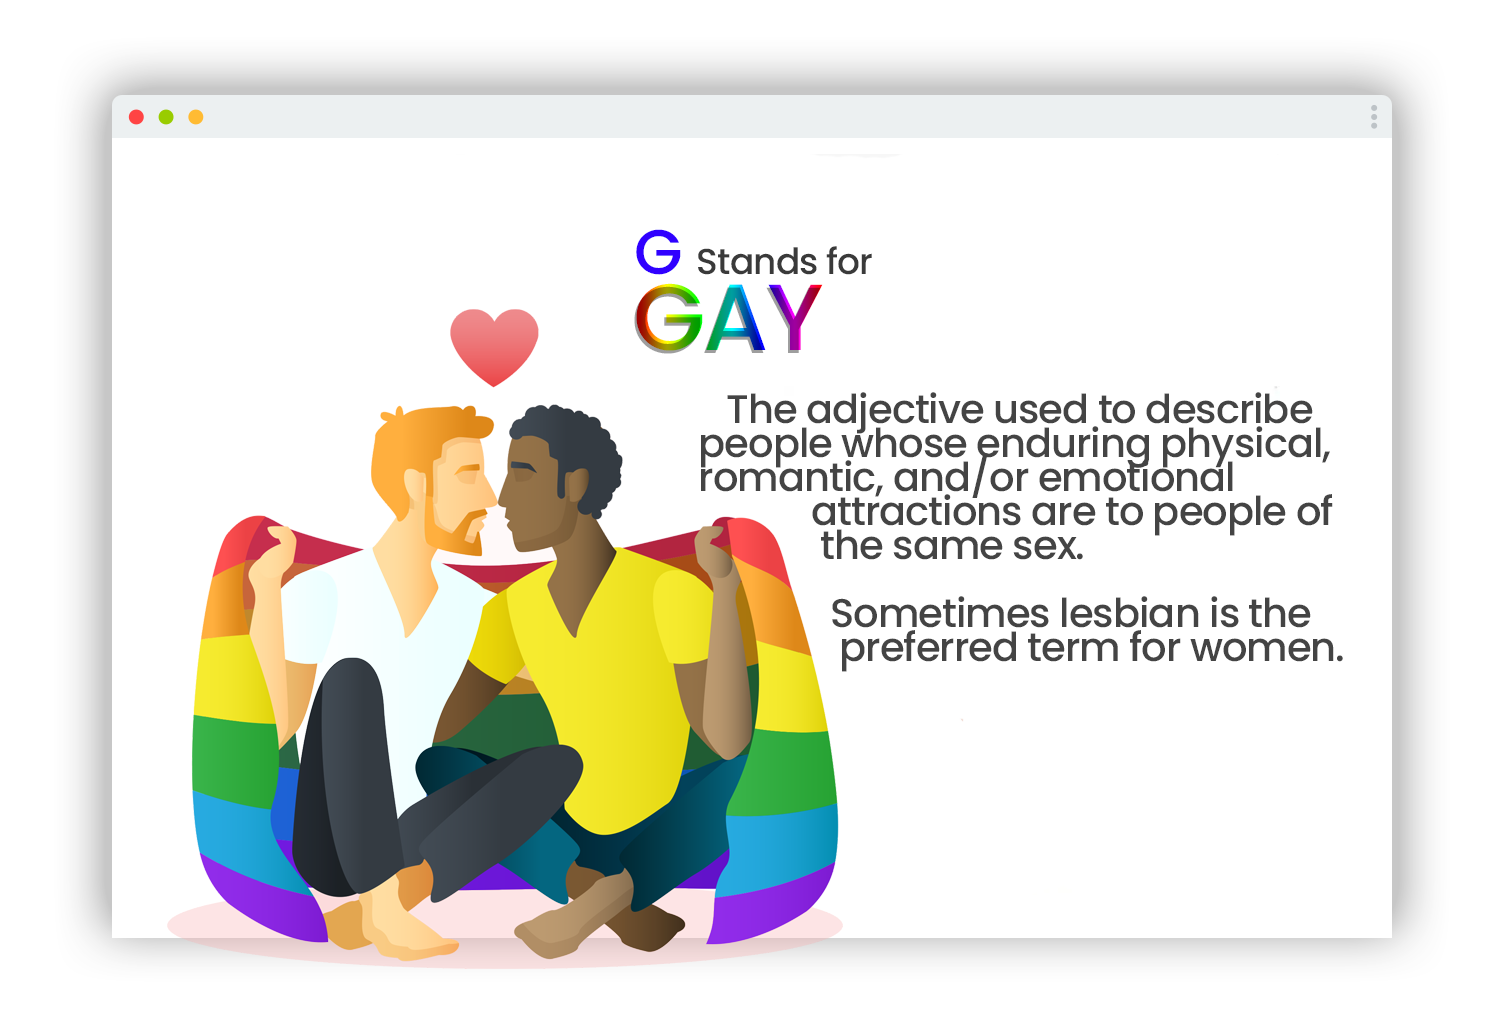 G Stands for
GAY
The adjective used to describe
people whose enduring physical,
romantic, and/or emotional
attractions are to people of
the same sex.
Sometimes lesbian is the
preferred term for women.